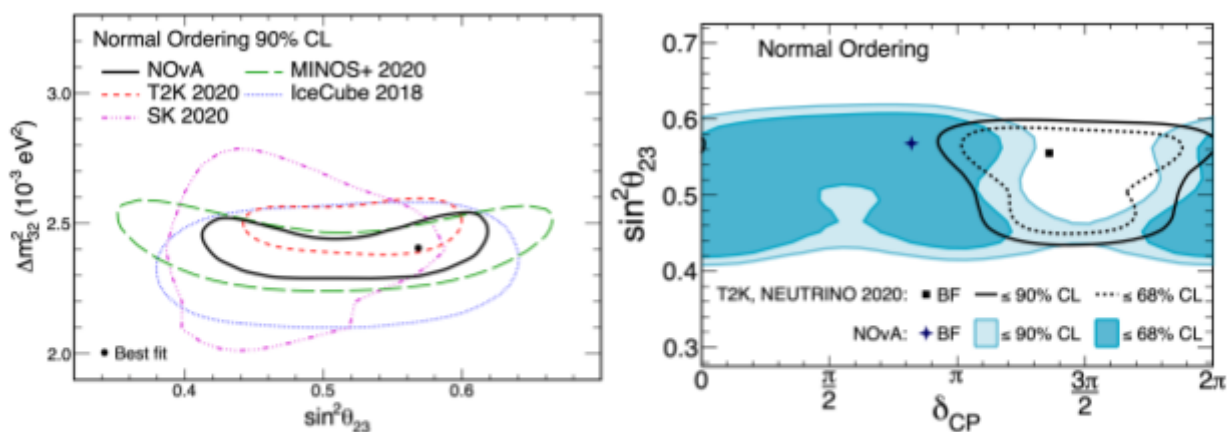 Normal Ordering 90% CL
NOvA MINOS+ 2020
T2K 2020 IceCube 2018
SK 2020
3.0
2.5
2.0
Δm²₃₂ (10⁻³ eV²)
Best fit
0.4 0.5 0.6
sin²θ₂₃
Normal Ordering
0.7
0.6
0.5
0.4
0.3
sin²θ₂₃
T2K, NEUTRINO 2020: BF ≤ 90% CL ≤ 68% CL
NOvA: BF ≤ 90% CL ≤ 68% CL
0 π/2 π 3π/2 2π
δCP